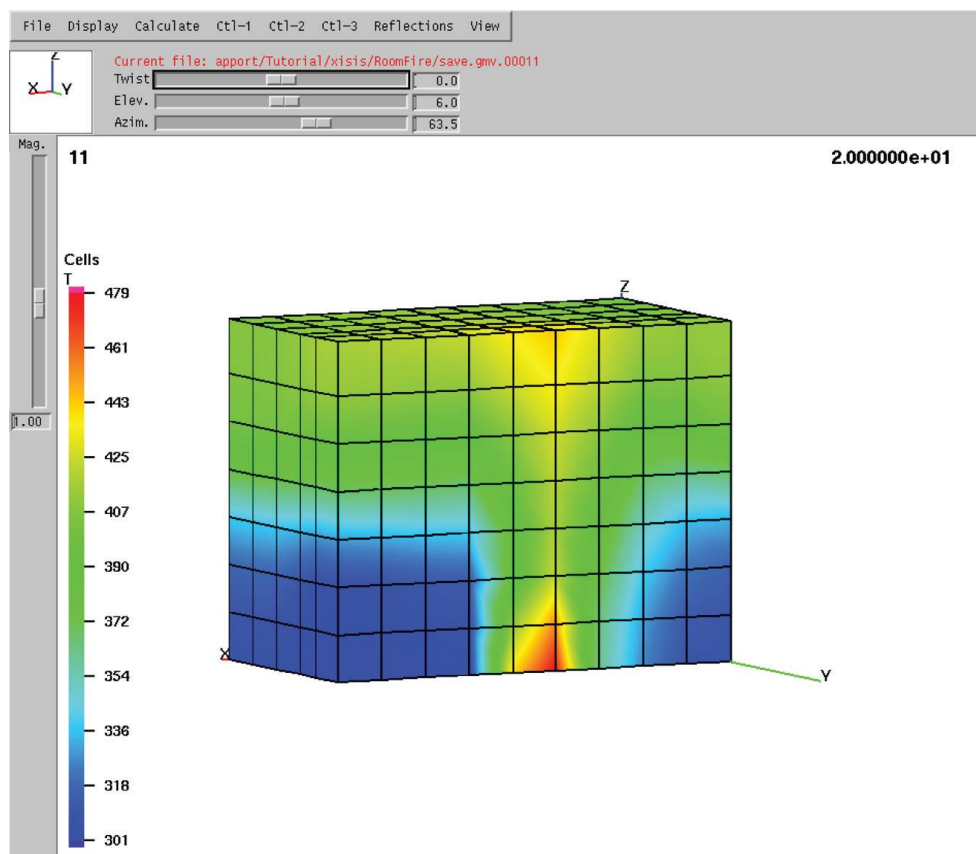 File Display Calculate Ctl-1 Ctl-2 Ctl-3 Reflections View
Z
X Y
Current file: apport/Tutorial/xisis/RoomFire/save.gmv.00011
Twist 0.0
Elev. 6.0
Azim. 63.5
Mag.
1.00
11
2.000000e+01
Cells
T
479
461
443
425
407
390
372
354
336
318
301
Z
X
Y